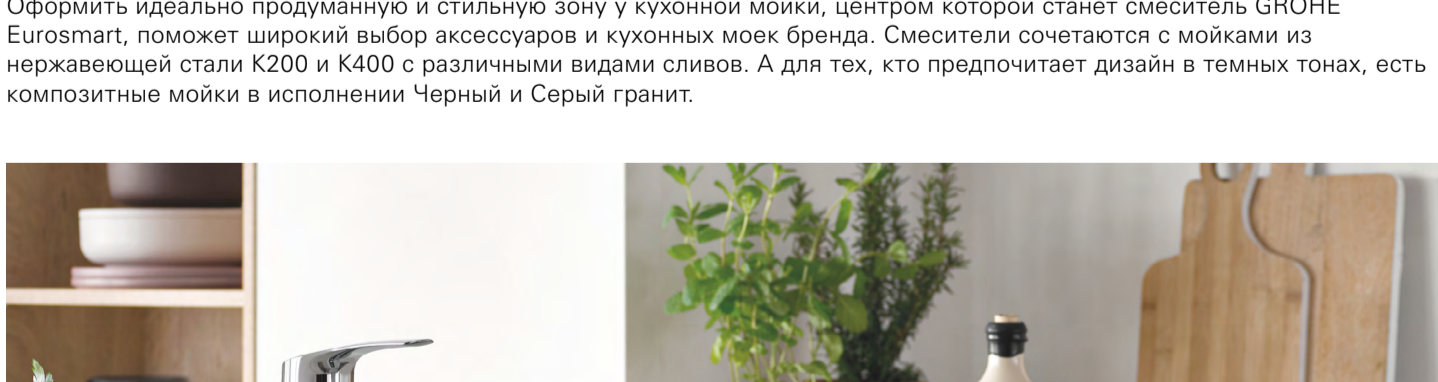 Оформить идеально продуманную и стильную зону у кухонной мойки, центром которой станет смеситель GROHE
Eurosmart, поможет широкий выбор аксессуаров и кухонных моек бренда. Смесители сочетаются с мойками из
нержавеющей стали K200 и K400 с различными видами сливов. А для тех, кто предпочитает дизайн в темных тонах, есть
композитные мойки в исполнении Черный и Серый гранит.